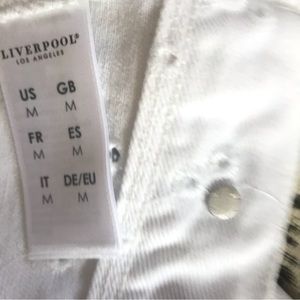 LIVERPOOL®
LOS ANGELES
US GB
M M
FR ES
M M
IT DE/EU
M M